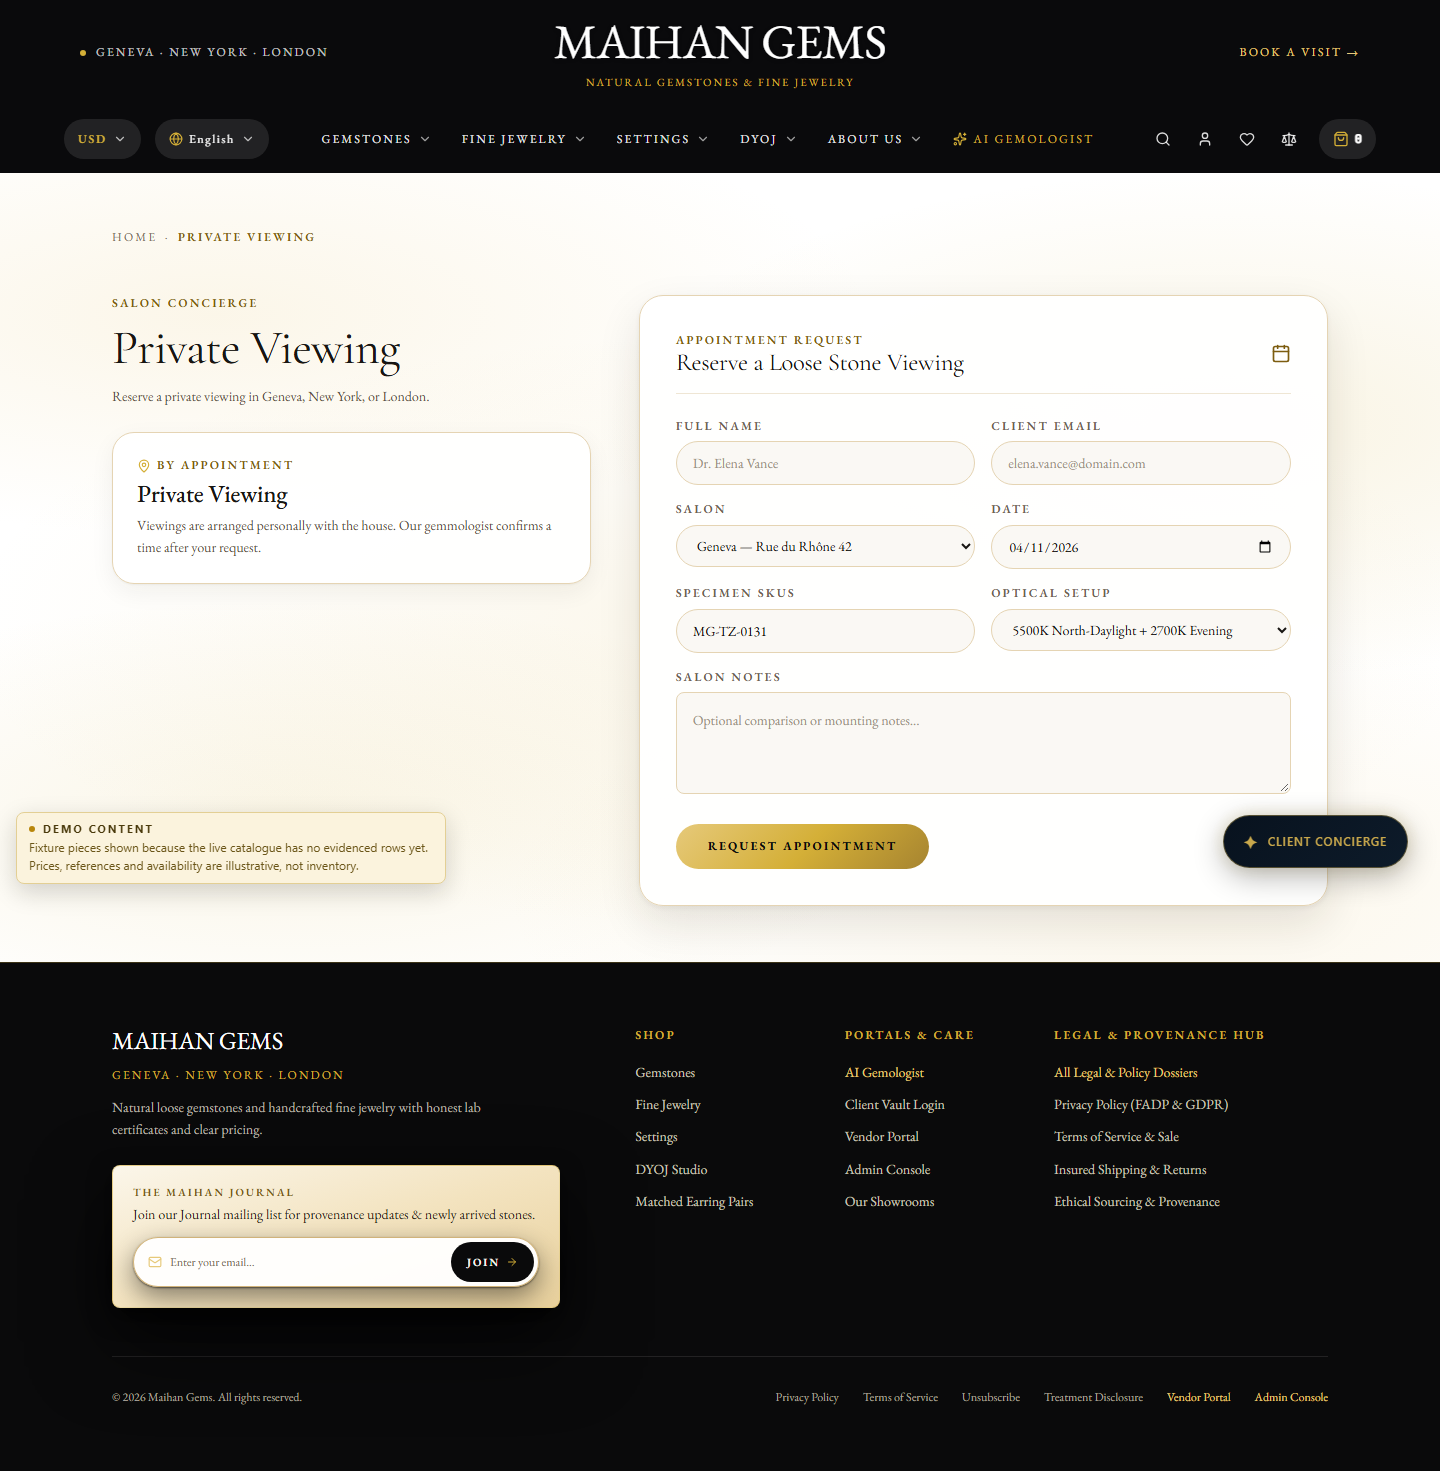 GENEVA · NEW YORK · LONDON
MAIHAN GEMS
NATURAL GEMSTONES & FINE JEWELRY
BOOK A VISIT →
USD
English
GEMSTONES
FINE JEWELRY
SETTINGS
DYOJ
ABOUT US
AI GEMOLOGIST
0
HOME · PRIVATE VIEWING
SALON CONCIERGE
Private Viewing
Reserve a private viewing in Geneva, New York, or London.
BY APPOINTMENT
Private Viewing
Viewings are arranged personally with the house. Our gemmologist confirms a
time after your request.
APPOINTMENT REQUEST
Reserve a Loose Stone Viewing
FULL NAME
Dr. Elena Vance
CLIENT EMAIL
elena.vance@domain.com
SALON
Geneva — Rue du Rhône 42
DATE
04/11/2026
SPECIMEN SKUS
MG-TZ-0131
OPTICAL SETUP
5500K North-Daylight + 2700K Evening
SALON NOTES
Optional comparison or mounting notes...
REQUEST APPOINTMENT
DEMO CONTENT
Fixture pieces shown because the live catalogue has no evidenced rows yet.
Prices, references and availability are illustrative, not inventory.
CLIENT CONCIERGE
MAIHAN GEMS
GENEVA · NEW YORK · LONDON
Natural loose gemstones and handcrafted fine jewelry with honest lab
certificates and clear pricing.
THE MAIHAN JOURNAL
Join our Journal mailing list for provenance updates & newly arrived stones.
Enter your email...
JOIN →
SHOP
Gemstones
Fine Jewelry
Settings
DYOJ Studio
Matched Earring Pairs
PORTALS & CARE
AI Gemologist
Client Vault Login
Vendor Portal
Admin Console
Our Showrooms
LEGAL & PROVENANCE HUB
All Legal & Policy Dossiers
Privacy Policy (FADP & GDPR)
Terms of Service & Sale
Insured Shipping & Returns
Ethical Sourcing & Provenance
© 2026 Maihan Gems. All rights reserved.
Privacy Policy
Terms of Service
Unsubscribe
Treatment Disclosure
Vendor Portal
Admin Console